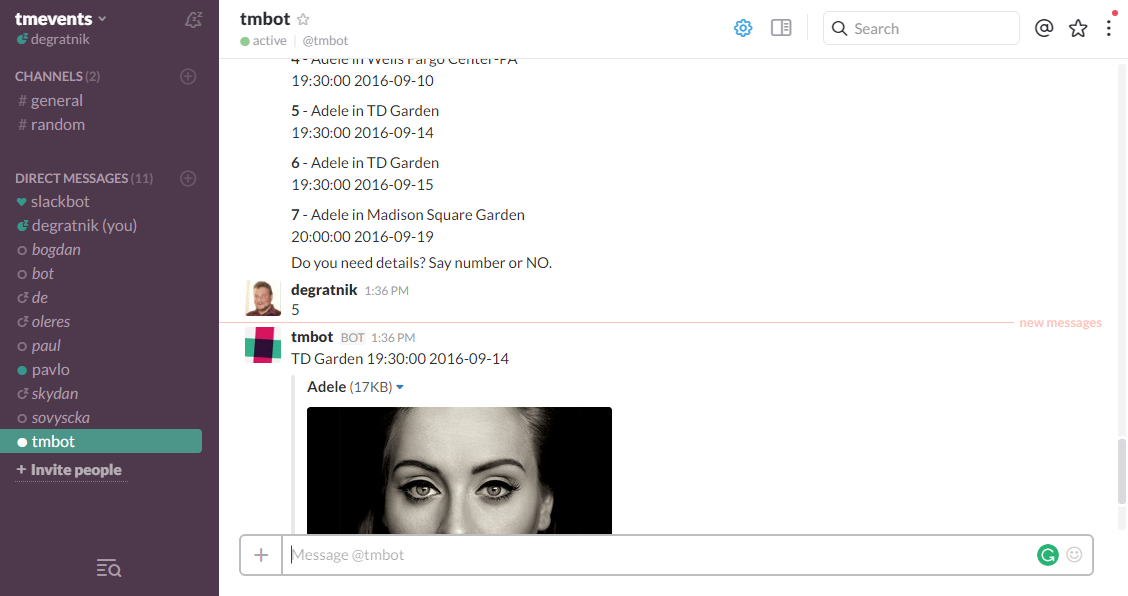 tmevents
degratnik
CHANNELS (2)
# general
# random
DIRECT MESSAGES (11)
slackbot
degratnik (you)
bogdan
bot
de
oleres
paul
pavlo
skydan
sovyscka
tmbot
+ Invite people
tmbot
active | @tmbot
Search
4 - Adele in Wells Fargo Center-PA
19:30:00 2016-09-10
5 - Adele in TD Garden
19:30:00 2016-09-14
6 - Adele in TD Garden
19:30:00 2016-09-15
7 - Adele in Madison Square Garden
20:00:00 2016-09-19
Do you need details? Say number or NO.
degratnik 1:36 PM
5
new messages
tmbot BOT 1:36 PM
TD Garden 19:30:00 2016-09-14
Adele (17KB)
Message @tmbot